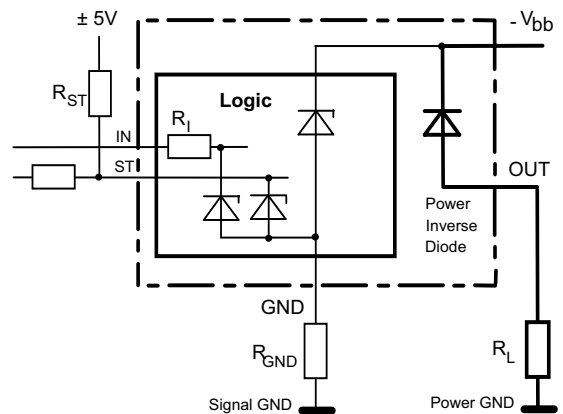 ± 5V
- Vbb
RST
Logic
IN
RI
ST
OUT
Power
Inverse
Diode
GND
RGND
RL
Signal GND
Power GND